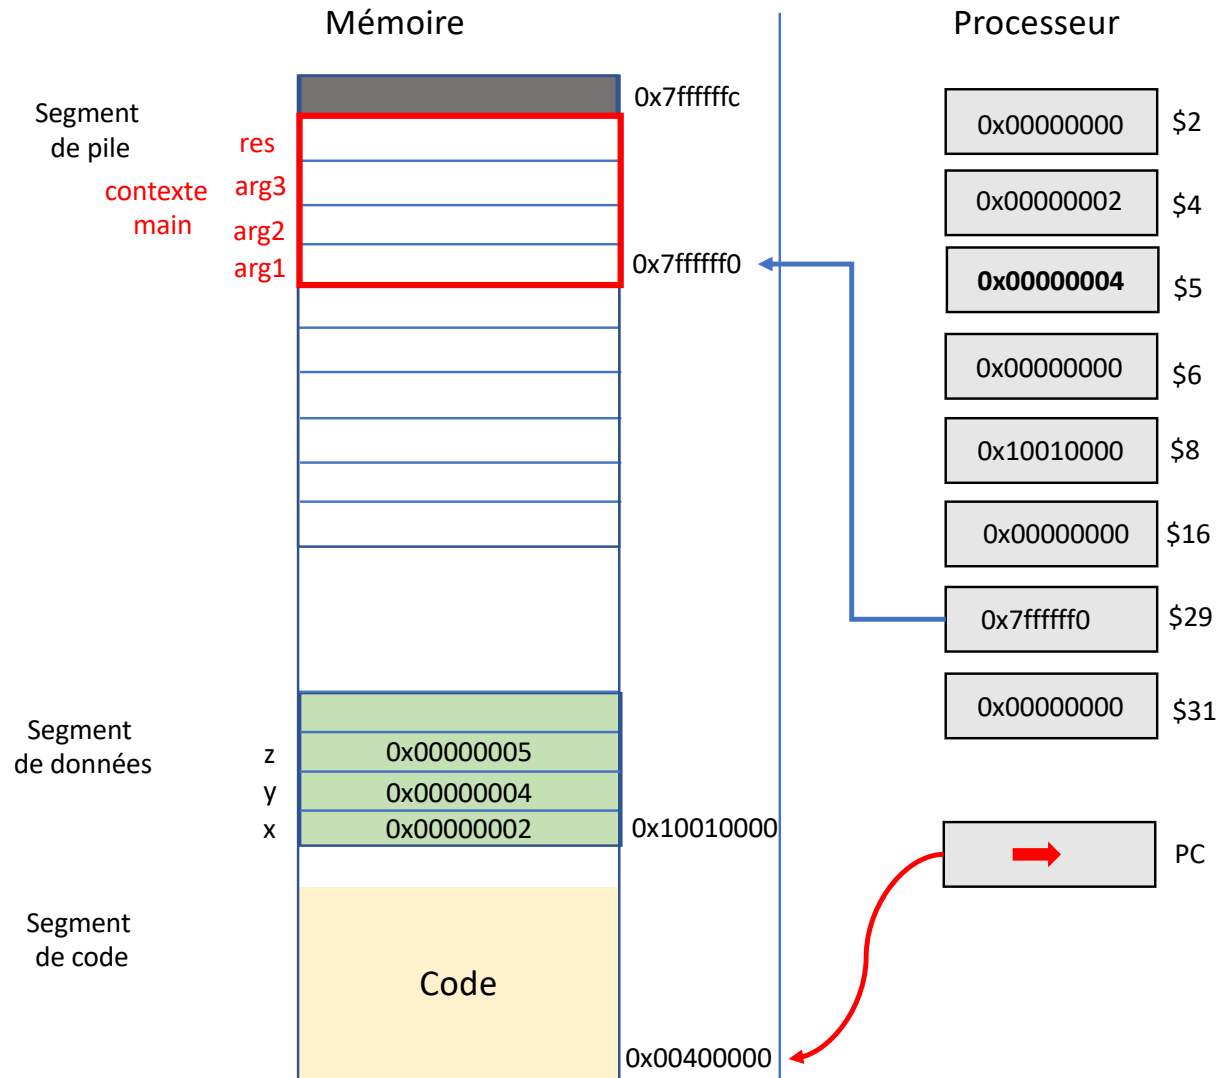 Mémoire
Processeur
0x7ffffffc
Segment
de pile
res
arg3
contexte
main
arg2
arg1
0x7ffffff0
0x00000000 $2
0x00000002 $4
0x00000004 $5
0x00000000 $6
0x10010000 $8
0x00000000 $16
0x7ffffff0 $29
0x00000000 $31
Segment
de données
z 0x00000005
y 0x00000004
x 0x00000002 0x10010000
PC
Segment
de code
Code
0x00400000